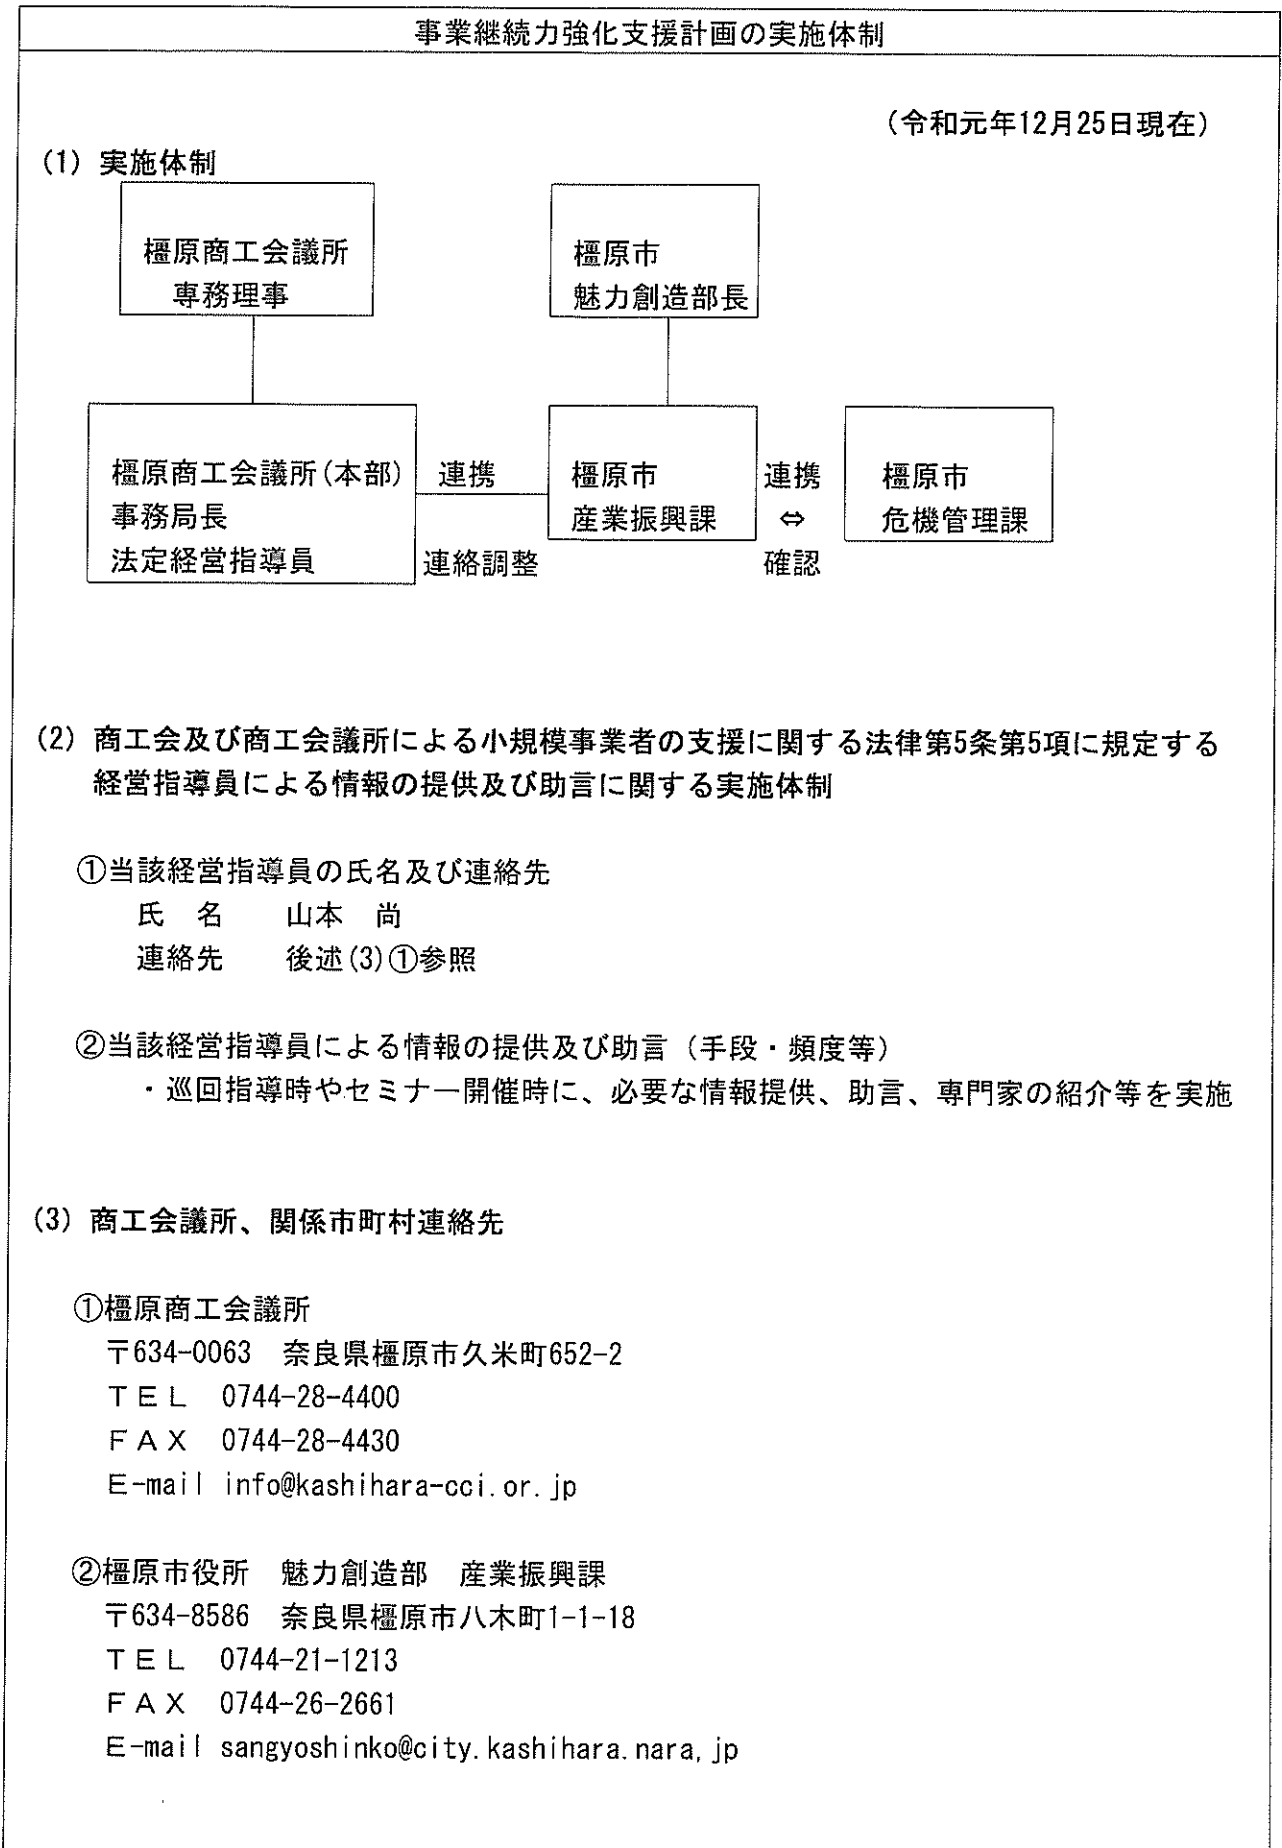 事業継続力強化支援計画の実施体制
（令和元年12月25日現在）
(1) 実施体制
橿原商工会議所
専務理事
橿原市
魅力創造部長
橿原商工会議所(本部)
事務局長
法定経営指導員
連携
連絡調整
橿原市
産業振興課
連携
⇔
確認
橿原市
危機管理課
(2) 商工会及び商工会議所による小規模事業者の支援に関する法律第5条第5項に規定する
経営指導員による情報の提供及び助言に関する実施体制
①当該経営指導員の氏名及び連絡先
氏　名　　山本　尚
連絡先　　後述(3)①参照
②当該経営指導員による情報の提供及び助言（手段・頻度等）
・巡回指導時やセミナー開催時に、必要な情報提供、助言、専門家の紹介等を実施
(3) 商工会議所、関係市町村連絡先
①橿原商工会議所
〒634-0063　奈良県橿原市久米町652-2
ＴＥＬ　0744-28-4400
ＦＡＸ　0744-28-4430
Ｅ-mail info@kashihara-cci.or.jp
②橿原市役所　魅力創造部　産業振興課
〒634-8586　奈良県橿原市八木町1-1-18
ＴＥＬ　0744-21-1213
ＦＡＸ　0744-26-2661
Ｅ-mail sangyoshinko@city.kashihara.nara,jp